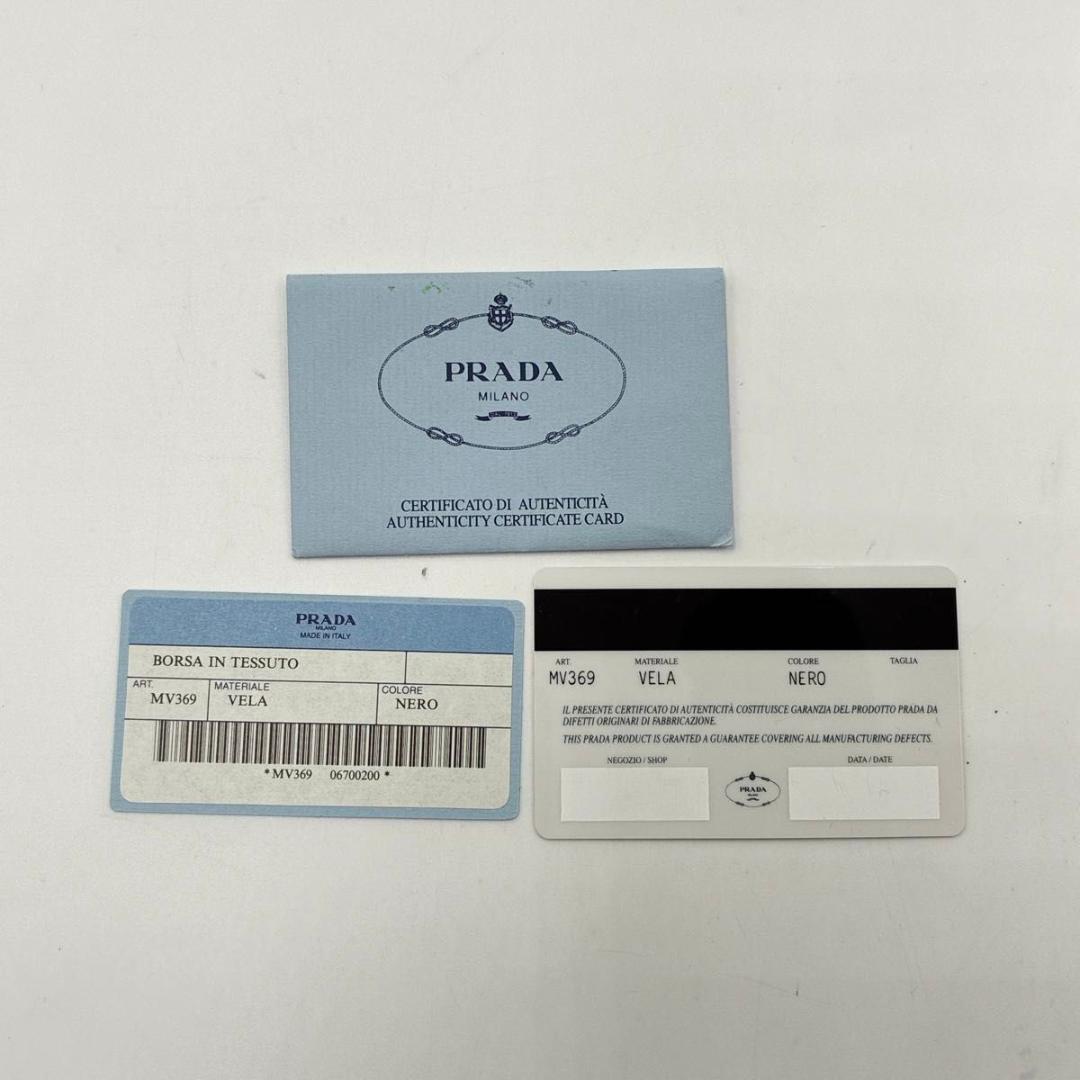 PRADA
MILANO
DAL 1913
CERTIFICATO DI AUTENTICITÀ
AUTHENTICITY CERTIFICATE CARD
PRADA
MILANO
MADE IN ITALY
BORSA IN TESSUTO
ART. MATERIALE COLORE
MV369 VELA NERO
*MV369 06700200 *
ART. MATERIALE COLORE TAGLIA
MV369 VELA NERO
IL PRESENTE CERTIFICATO DI AUTENTICITÀ COSTITUISCE GARANZIA DEL PRODOTTO PRADA DA
DIFETTI ORIGINARI DI FABBRICAZIONE.
THIS PRADA PRODUCT IS GRANTED A GUARANTEE COVERING ALL MANUFACTURING DEFECTS.
NEGOZIO / SHOP DATA / DATE
PRADA
MILANO